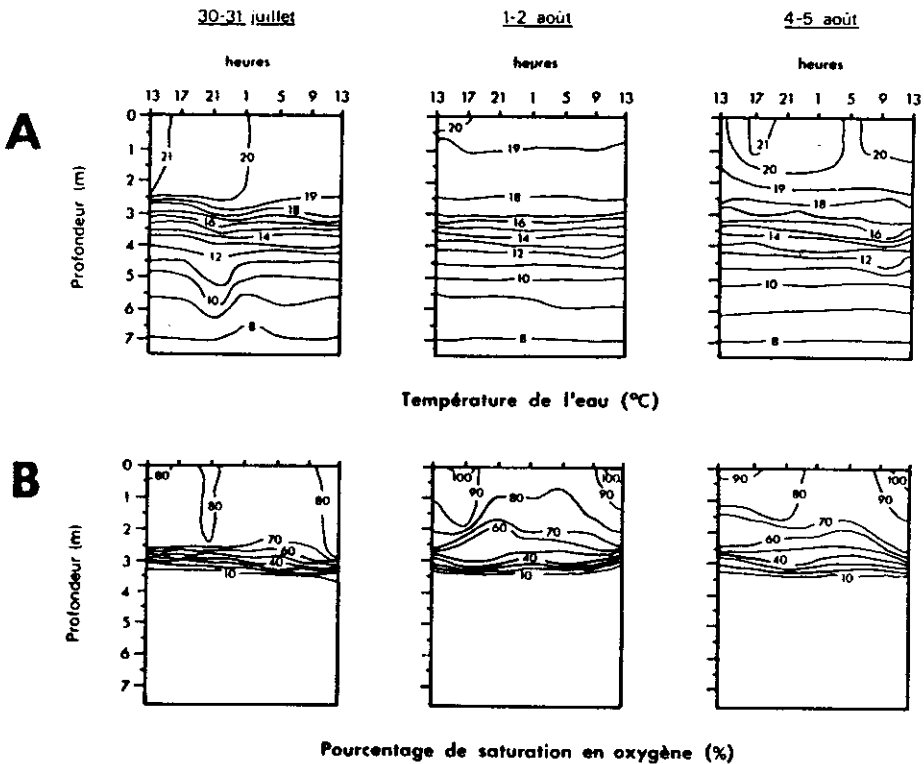 30-31 juillet 1-2 août 4-5 août
heures heures heures
13 17 21 1 5 9 13 13 17 21 1 5 9 13 13 17 21 1 5 9 13
A
Profondeur (m)
0
1
2
3
4
5
6
7
21 20 19 18 16 14 12 10 8
20 19 18 16 14 12 10 8
21 20 20 19 18 16 14 12 10 8
Température de l'eau (°C)
B
Profondeur (m)
0
1
2
3
4
5
6
7
80 80 80 70 60 40 10
100 90 80 100 90 60 70 40 10
90 80 100 90 70 60 40 10
Pourcentage de saturation en oxygène (%)